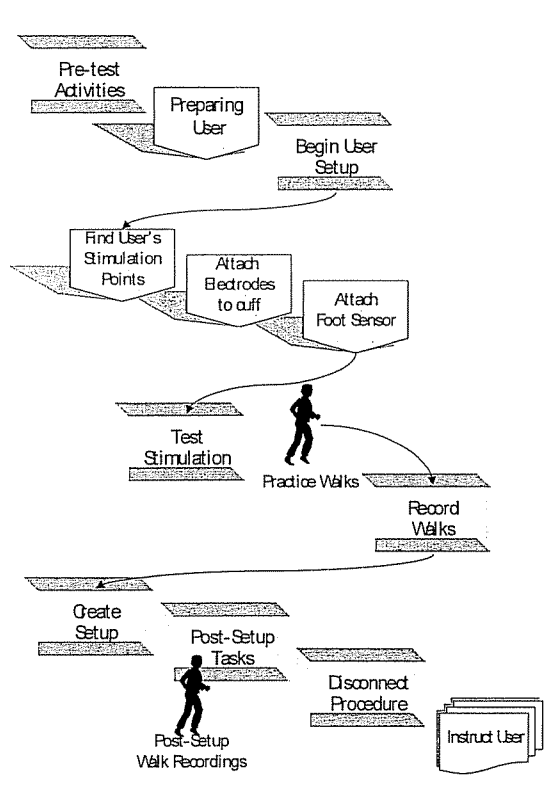 Pre-test
Activities
Preparing
User
Begin User
Setup
Find User's
Stimulation
Points
Attach
Electrodes
to cuff
Attach
Foot Sensor
Test
Stimulation
Practice Walks
Record
Walks
Create
Setup
Post-Setup
Tasks
Post-Setup
Walk Recordings
Disconnect
Procedure
Instruct User